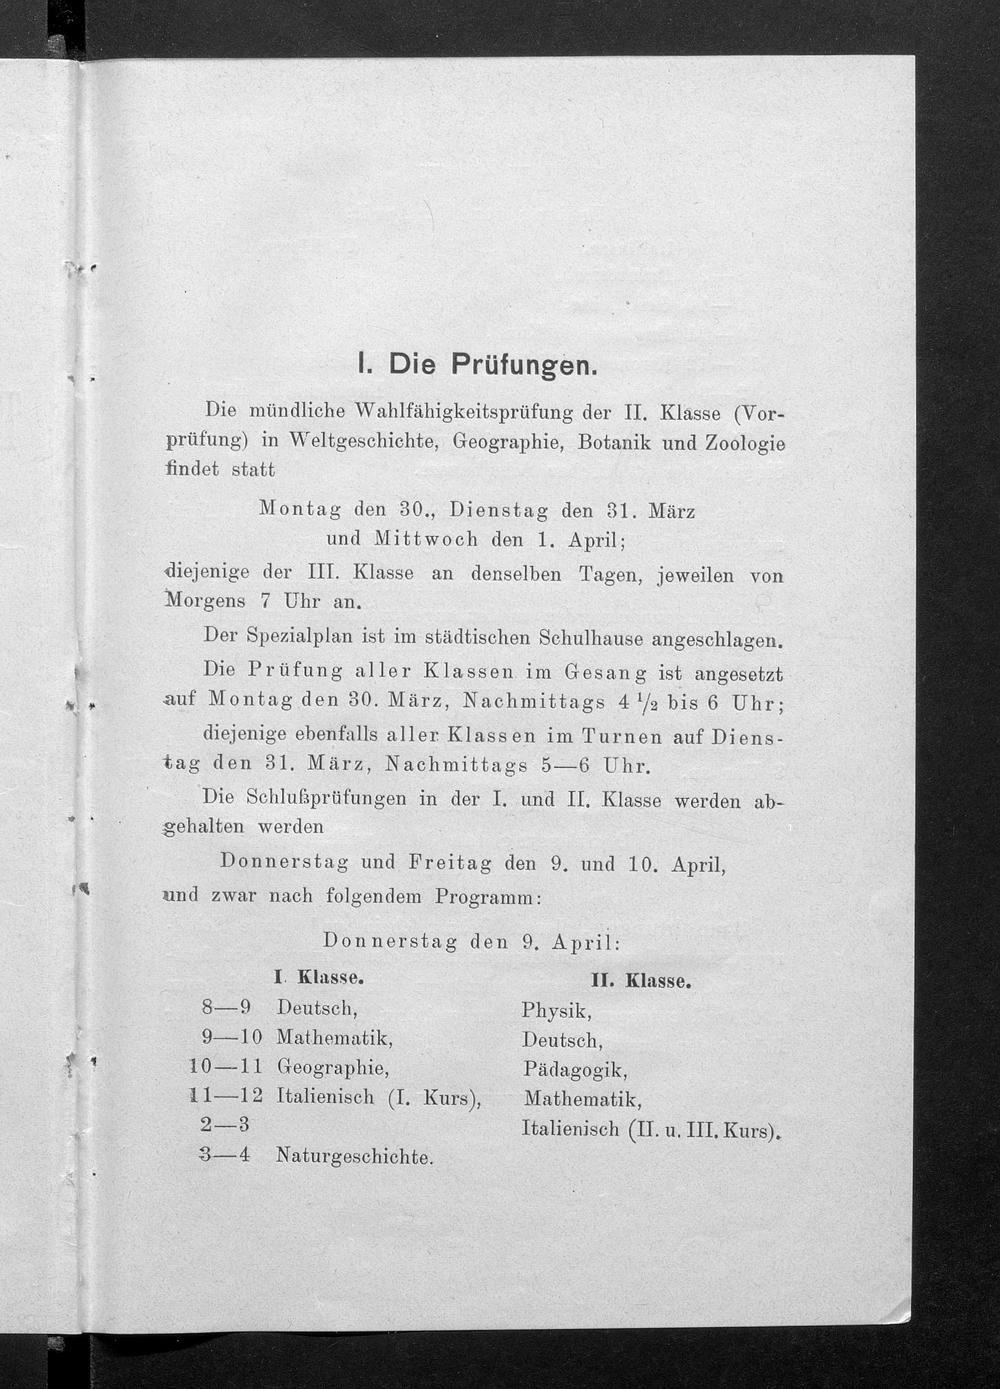 I. Die Prüfungen.
Die mündliche Wahlfähigkeitsprüfung der II. Klasse (Vor-
prüfung) in Weltgeschichte, Geographie, Botanik und Zoologie
findet statt
Montag den 30., Dienstag den 31. März
und Mittwoch den 1. April;
diejenige der III. Klasse an denselben Tagen, jeweilen von
Morgens 7 Uhr an.
Der Spezialplan ist im städtischen Schulhause angeschlagen.
Die Prüfung aller Klassen im Gesang ist angesetzt
auf Montag den 30. März, Nachmittags 4 1/2 bis 6 Uhr;
diejenige ebenfalls aller Klassen im Turnen auf Diens-
tag den 31. März, Nachmittags 5—6 Uhr.
Die Schlußprüfungen in der I. und II. Klasse werden ab-
gehalten werden
Donnerstag und Freitag den 9. und 10. April,
und zwar nach folgendem Programm:
Donnerstag den 9. April:
I. Klasse. II. Klasse.
8—9 Deutsch, Physik,
9—10 Mathematik, Deutsch,
10—11 Geographie, Pädagogik,
11—12 Italienisch (I. Kurs), Mathematik,
2—3 Italienisch (II. u. III. Kurs).
3—4 Naturgeschichte.